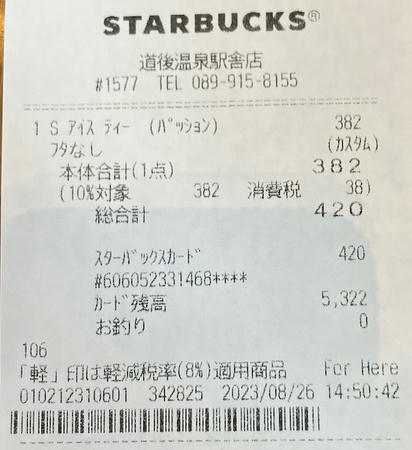 STARBUCKS®
道後温泉駅舎店
#1577 TEL 089-915-8155
1 S ｱｲｽ ﾃｨｰ (ﾊﾟｯｼｮﾝ) 382
ﾌﾀなし (ｶｽﾀﾑ)
本体合計(1点) 382
(10%対象 382 消費税 38)
総合計 420
ｽﾀｰﾊﾞｯｸｽｶｰﾄﾞ 420
#606052331468****
ｶｰﾄﾞ残高 5,322
お釣り 0
106
「軽」印は軽減税率(8%)適用商品 For Here
010212310601 342825 2023/08/26 14:50:42